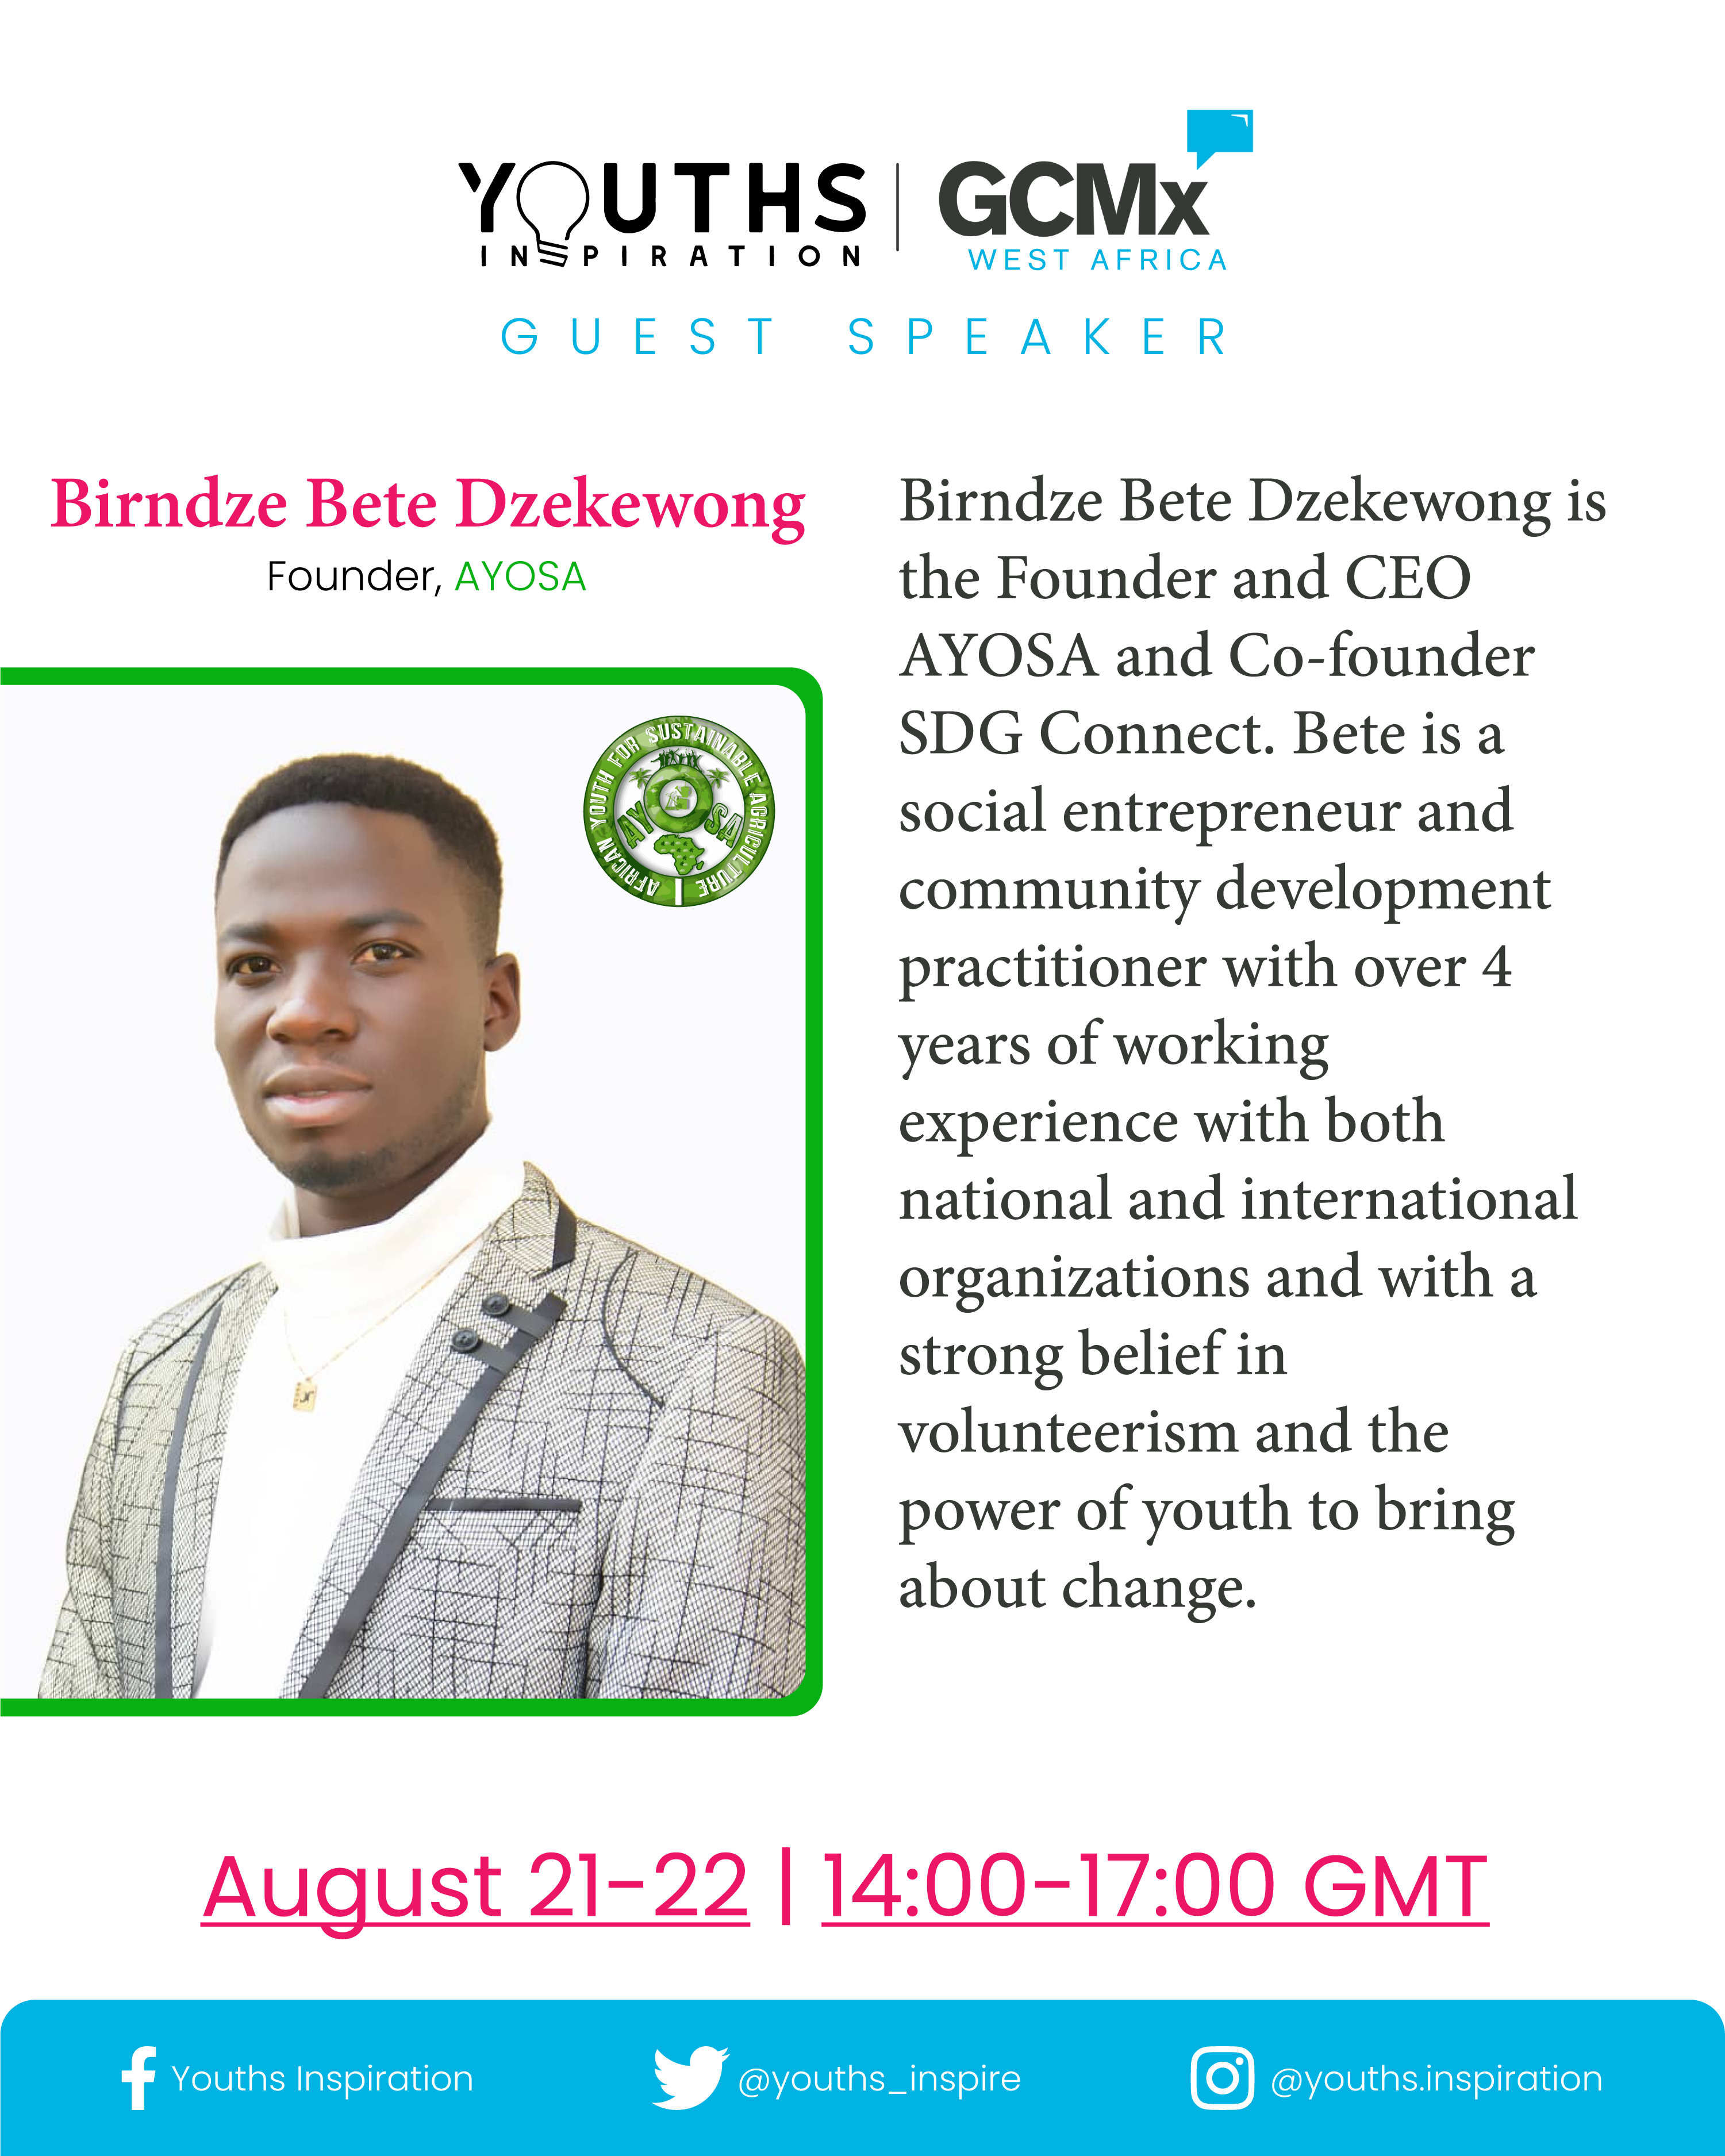 YOUTHS
INSPIRATION
GCMx
WEST AFRICA
GUEST SPEAKER
Birndze Bete Dzekewong
Founder, AYOSA
AFRICAN YOUTH FOR SUSTAINABLE AGRICULTURE
AYOSA
Birndze Bete Dzekewong is
the Founder and CEO
AYOSA and Co-founder
SDG Connect. Bete is a
social entrepreneur and
community development
practitioner with over 4
years of working
experience with both
national and international
organizations and with a
strong belief in
volunteerism and the
power of youth to bring
about change.
August 21-22 | 14:00-17:00 GMT
Youths Inspiration
@youths_inspire
@youths.inspiration